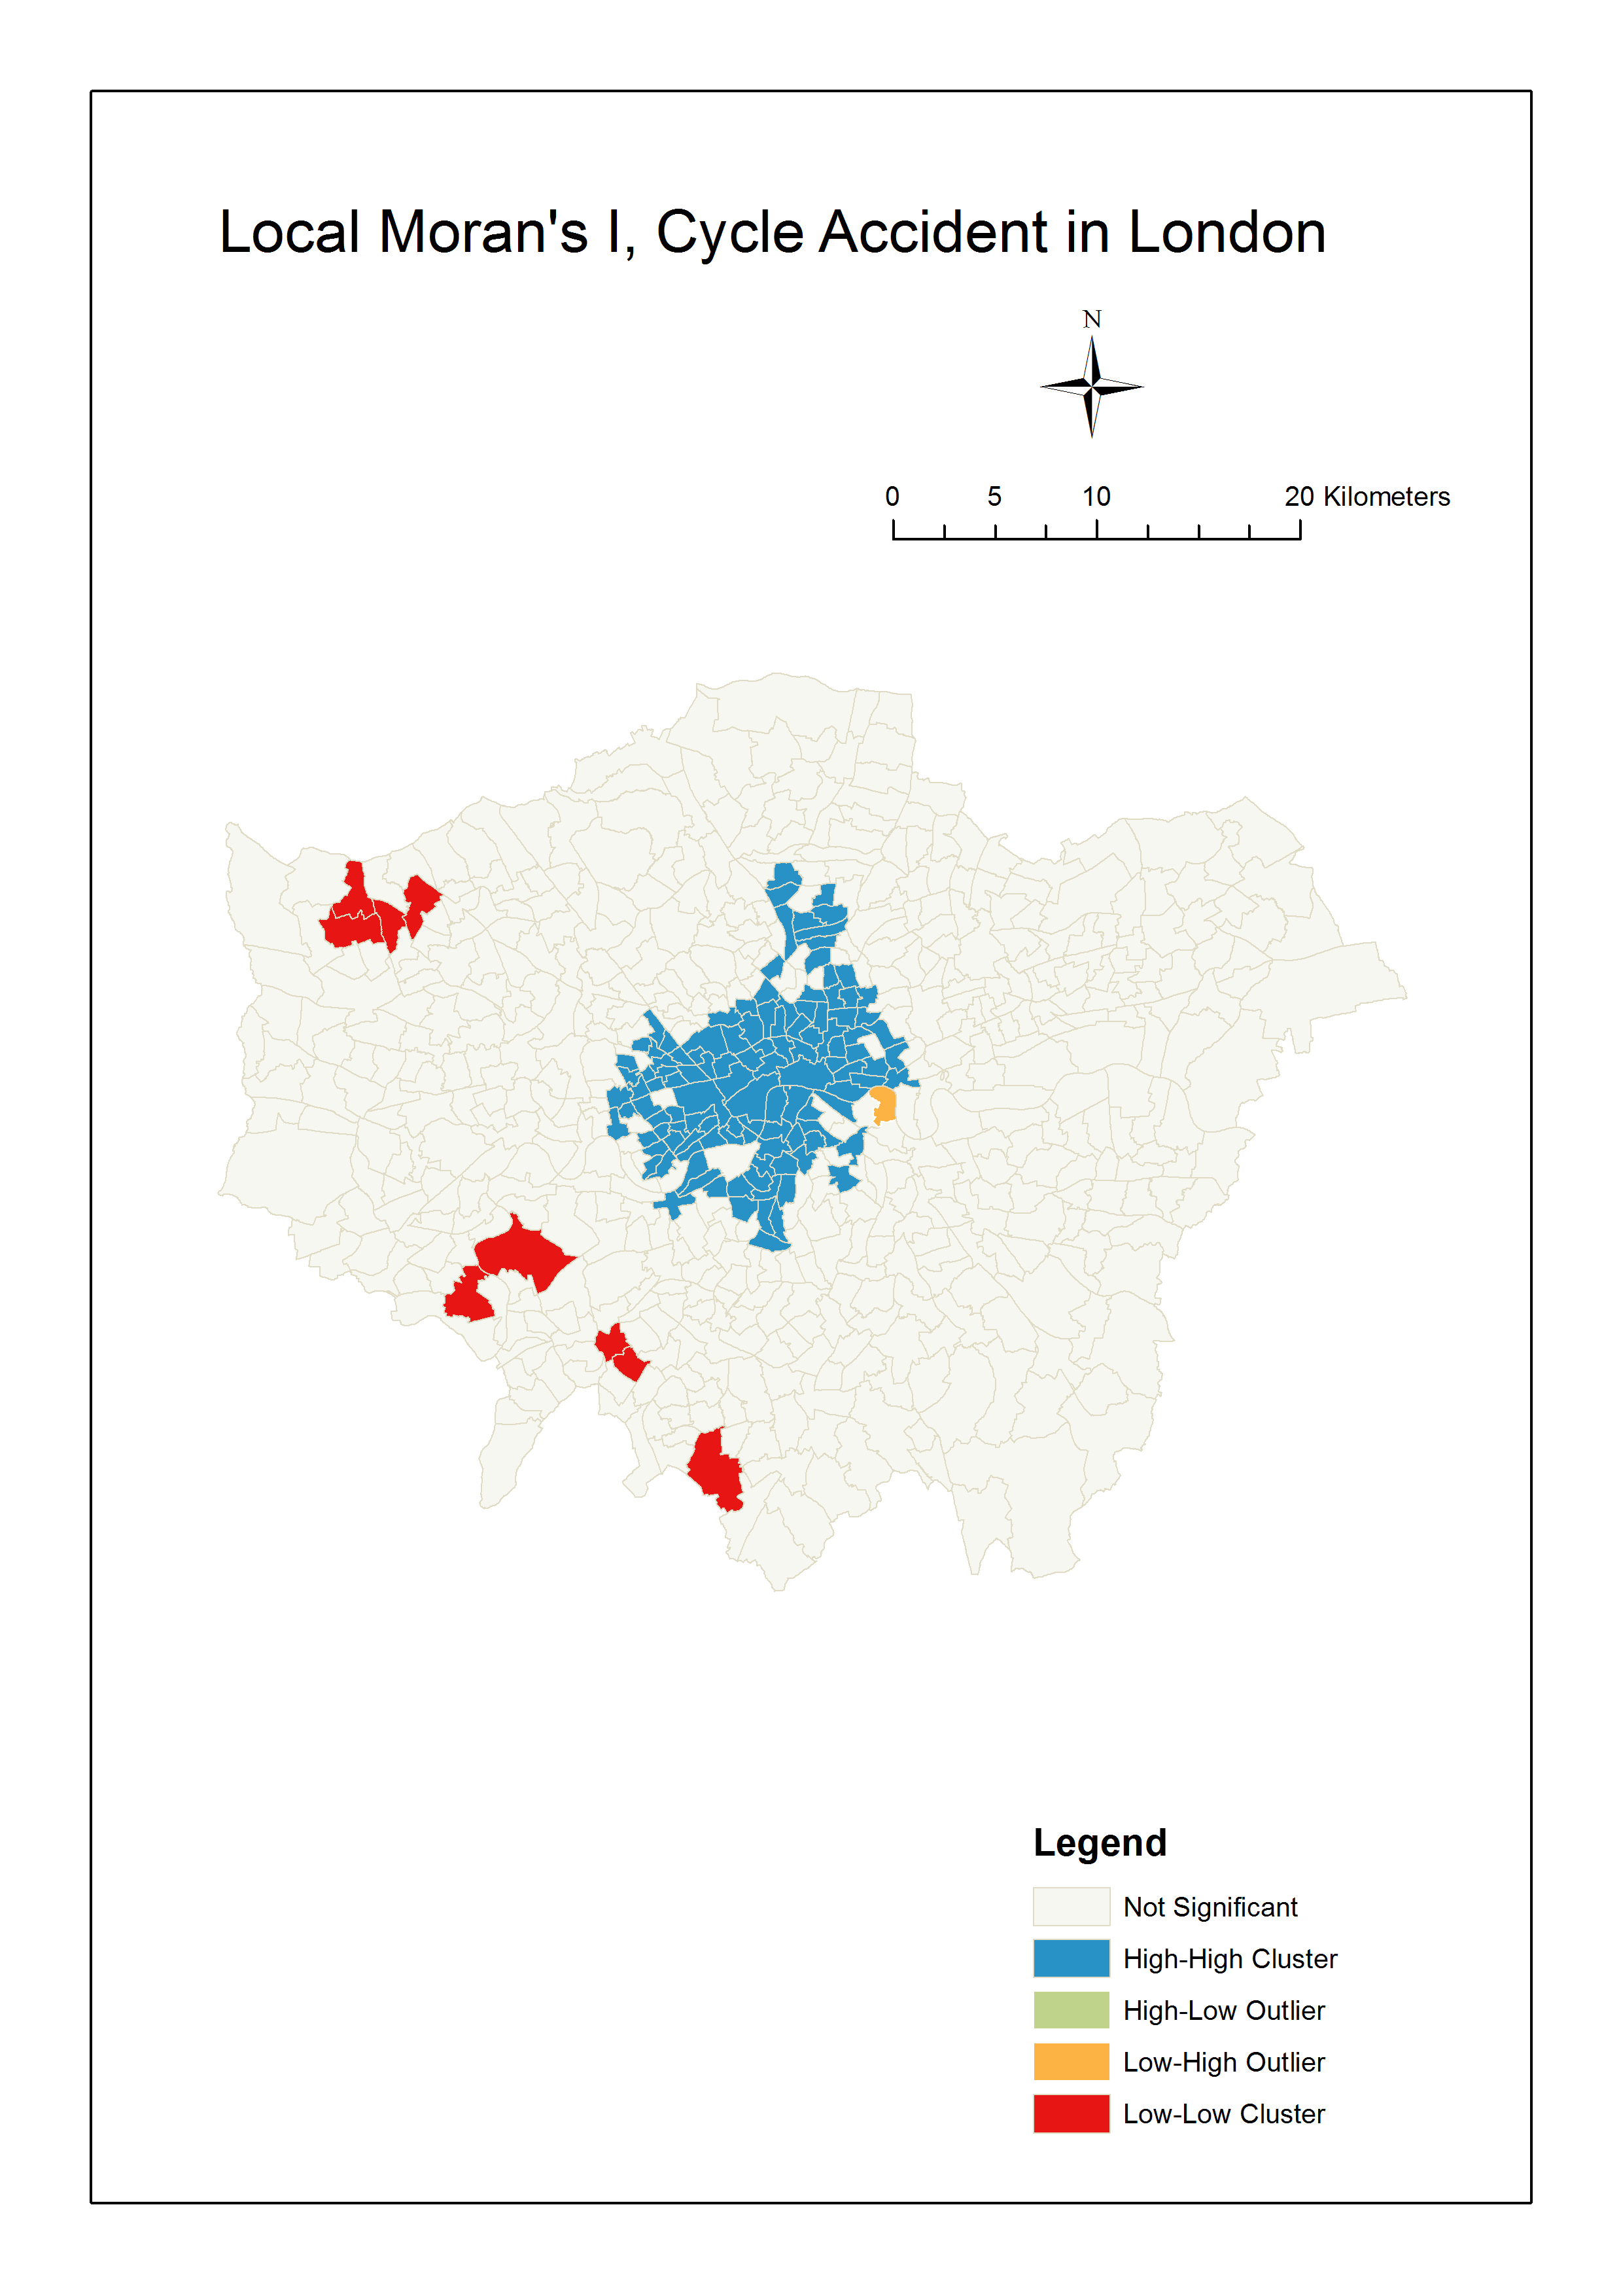 Local Moran's I, Cycle Accident in London
N
0 5 10 20 Kilometers
Legend
Not Significant
High-High Cluster
High-Low Outlier
Low-High Outlier
Low-Low Cluster